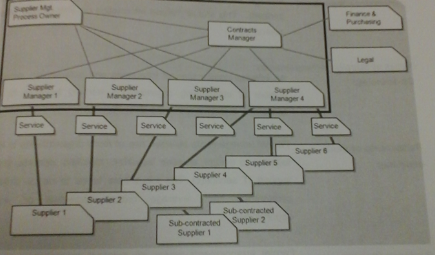 Supplier Mgt.
Process Owner
Contracts
Manager
Finance &
Purchasing
Legal
Supplier
Manager 1
Supplier
Manager 2
Supplier
Manager 3
Supplier
Manager 4
Service
Service
Service
Service
Service
Service
Supplier 6
Supplier 5
Supplier 4
Supplier 3
Supplier 2
Supplier 1
Sub-contracted
Supplier 1
Sub-contracted
Supplier 2